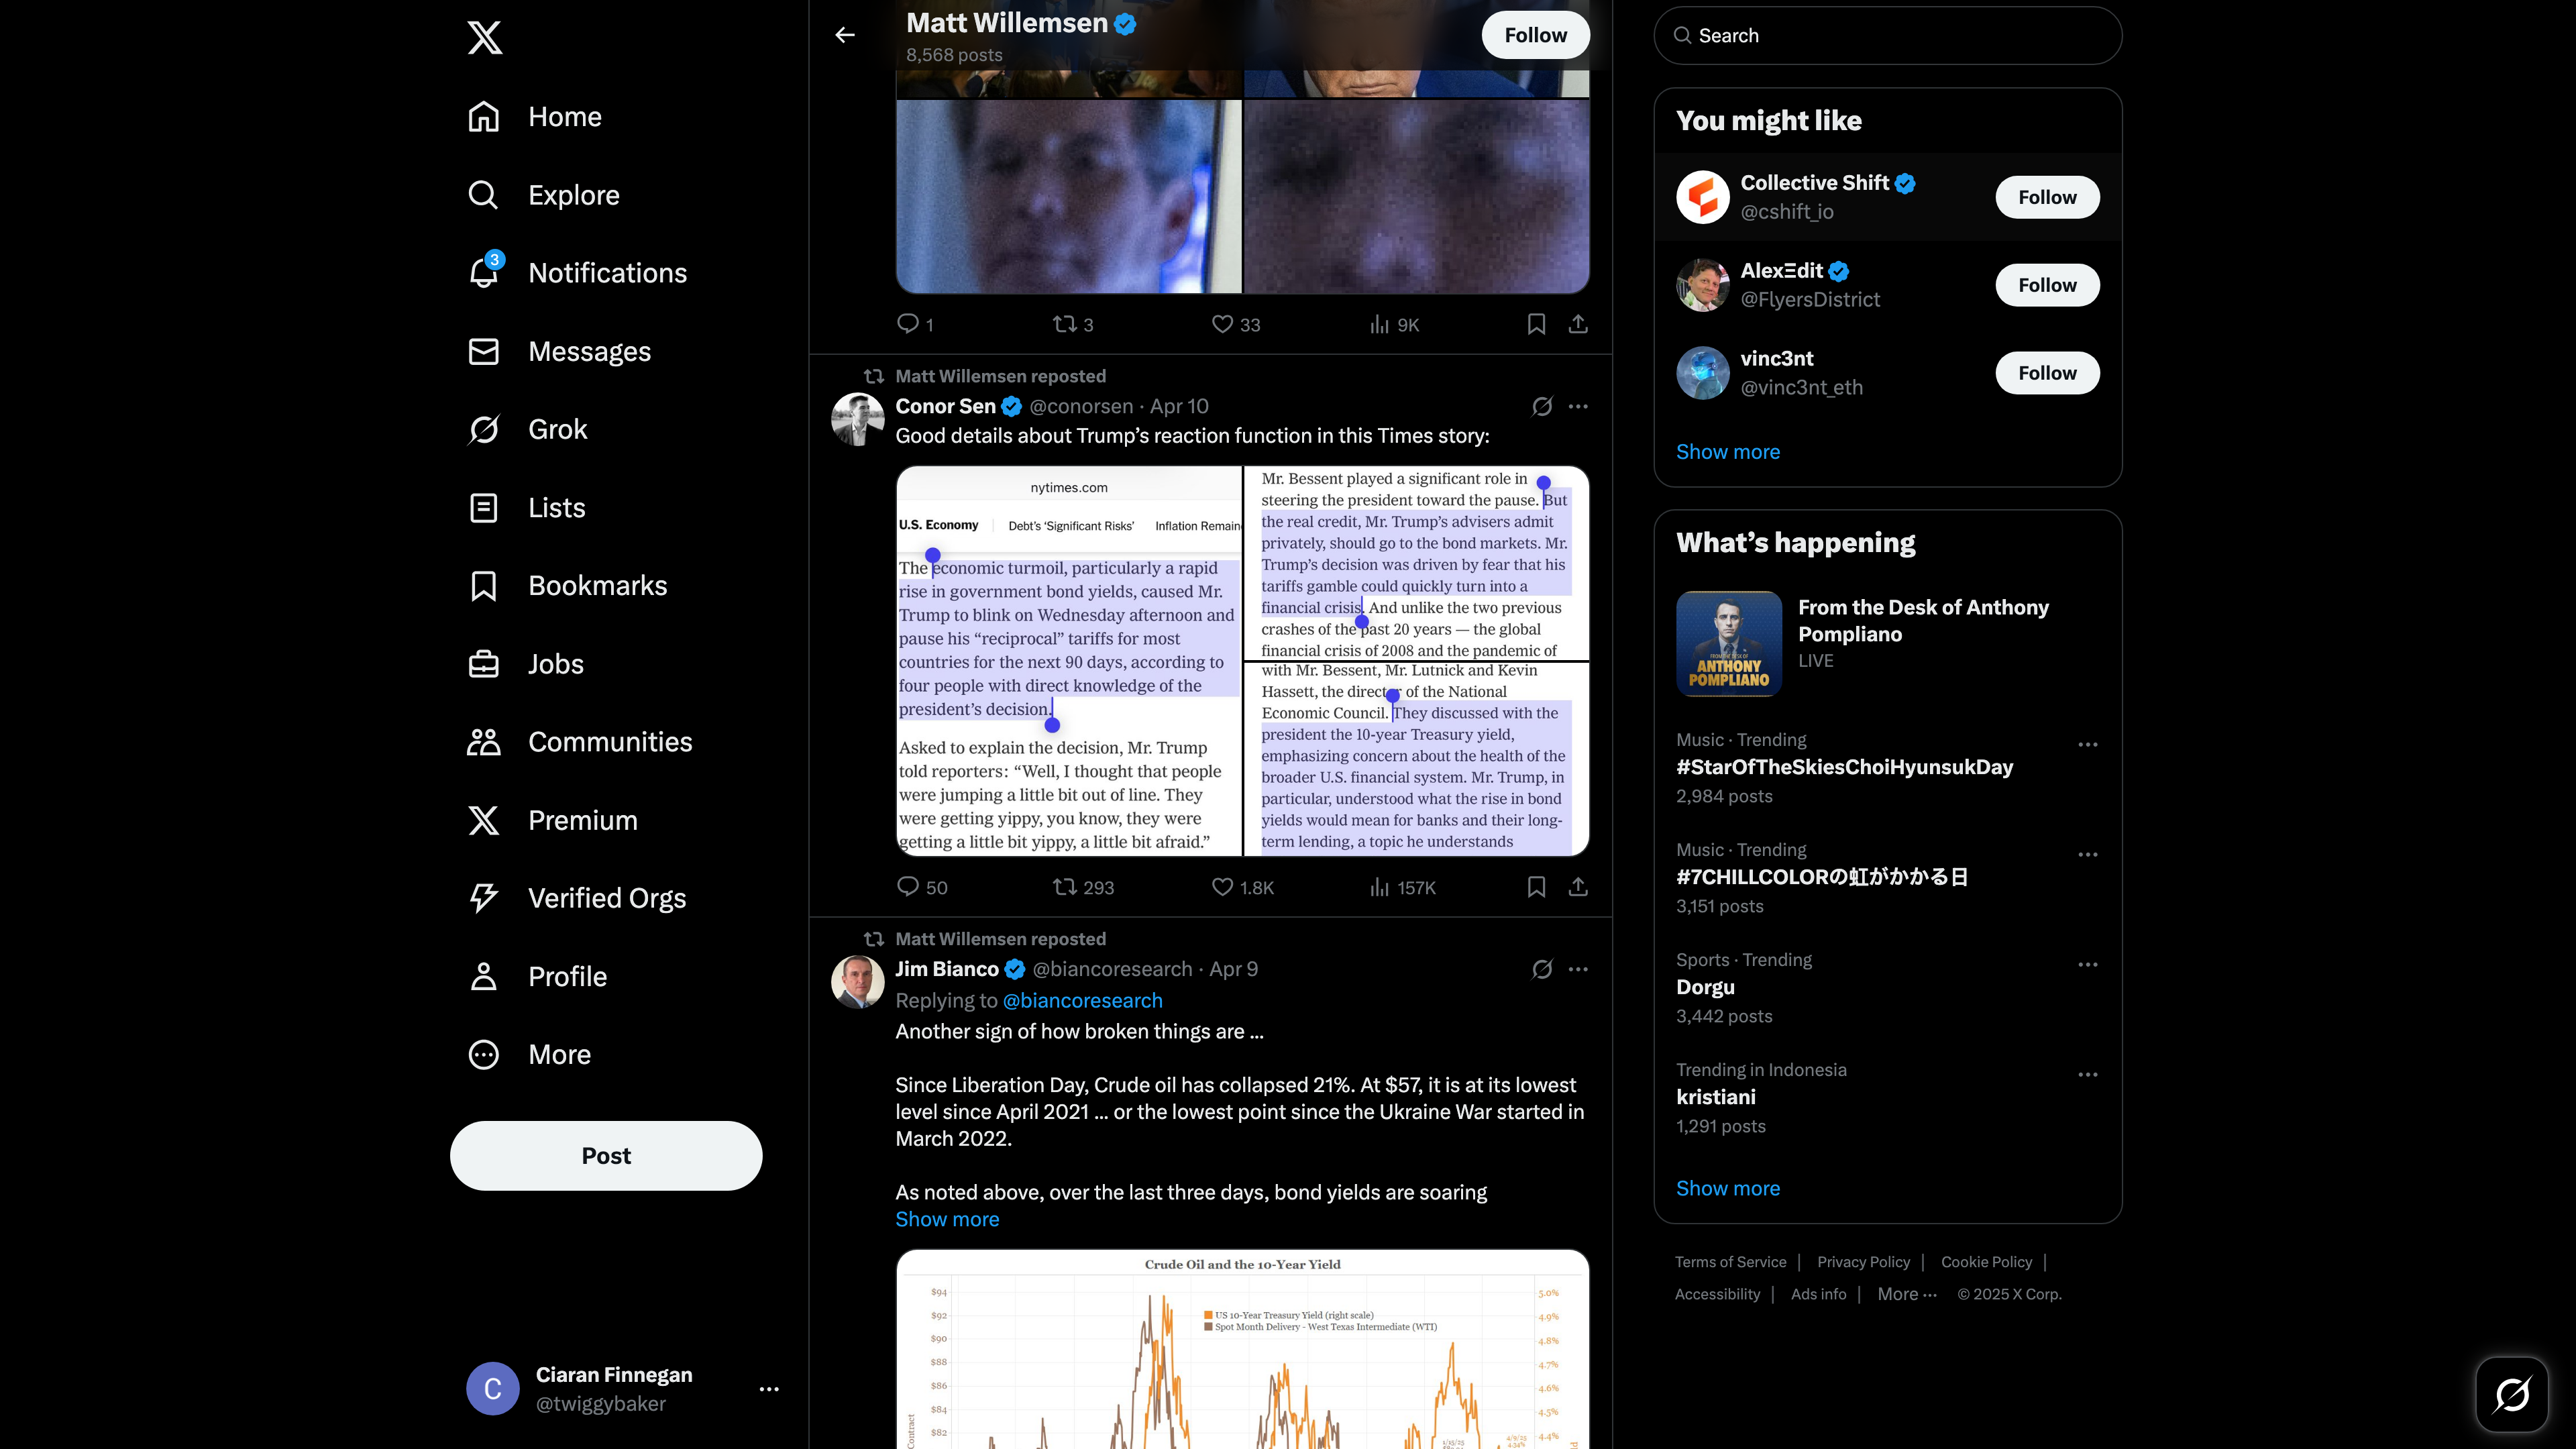 Home
Explore
3
Notifications
Messages
Grok
Lists
Bookmarks
Jobs
Communities
Premium
Verified Orgs
Profile
More
Post
C
Ciaran Finnegan
@twiggybaker
Matt Willemsen
8,568 posts
Follow
1
3
33
9K
Matt Willemsen reposted
Conor Sen @conorsen · Apr 10
Good details about Trump’s reaction function in this Times story:
nytimes.com
U.S. Economy
Debt’s ‘Significant Risks’
Inflation Remain
The economic turmoil, particularly a rapid
rise in government bond yields, caused Mr.
Trump to blink on Wednesday afternoon and
pause his “reciprocal” tariffs for most
countries for the next 90 days, according to
four people with direct knowledge of the
president’s decision.
Asked to explain the decision, Mr. Trump
told reporters: “Well, I thought that people
were jumping a little bit out of line. They
were getting yippy, you know, they were
getting a little bit yippy, a little bit afraid.”
Mr. Bessent played a significant role in
steering the president toward the pause. But
the real credit, Mr. Trump’s advisers admit
privately, should go to the bond markets. Mr.
Trump’s decision was driven by fear that his
tariffs gamble could quickly turn into a
financial crisis. And unlike the two previous
crashes of the past 20 years — the global
financial crisis of 2008 and the pandemic of
with Mr. Bessent, Mr. Lutnick and Kevin
Hassett, the director of the National
Economic Council. They discussed with the
president the 10-year Treasury yield,
emphasizing concern about the health of the
broader U.S. financial system. Mr. Trump, in
particular, understood what the rise in bond
yields would mean for banks and their long-
term lending, a topic he understands
50
293
1.8K
157K
Matt Willemsen reposted
Jim Bianco @biancoresearch · Apr 9
Replying to @biancoresearch
Another sign of how broken things are ...
Since Liberation Day, Crude oil has collapsed 21%. At $57, it is at its lowest
level since April 2021 ... or the lowest point since the Ukraine War started in
March 2022.
As noted above, over the last three days, bond yields are soaring
Show more
Crude Oil and the 10-Year Yield
US 10-Year Treasury Yield (right scale)
Spot Month Delivery - West Texas Intermediate (WTI)
$94
$92
$90
$88
$86
$84
$82
Contract
5.0%
4.9%
4.8%
4.7%
4.6%
4.5%
4.4%
Search
You might like
Collective Shift
@cshift_io
Follow
AlexΞdit
@FlyersDistrict
Follow
vinc3nt
@vinc3nt_eth
Follow
Show more
What’s happening
FROM THE DESK OF
ANTHONY
POMPLIANO
From the Desk of Anthony
Pompliano
LIVE
Music · Trending
#StarOfTheSkiesChoiHyunsukDay
2,984 posts
Music · Trending
#7CHILLCOLORの虹がかかる日
3,151 posts
Sports · Trending
Dorgu
3,442 posts
Trending in Indonesia
kristiani
1,291 posts
Show more
Terms of Service | Privacy Policy | Cookie Policy |
Accessibility | Ads info | More ··· © 2025 X Corp.